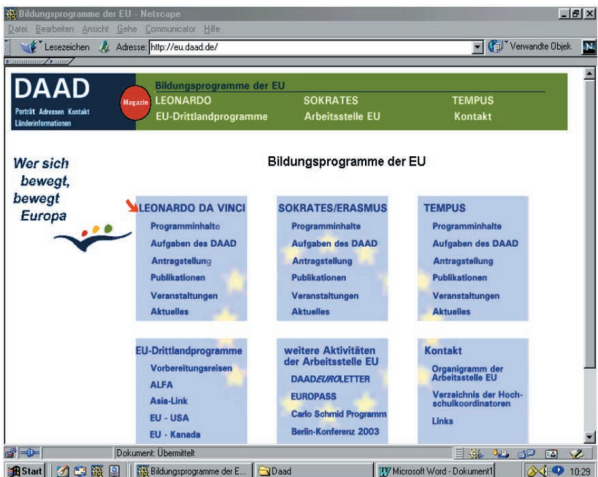 Bildungsprogramme der EU - Netscape
Datei Bearbeiten Ansicht Gehe Communicator Hilfe
Lesezeichen Adresse: http://eu.daad.de/ Verwandte Objek
DAAD
Porträt Adressen Kontakt
Länderinformationen
Magazin
Bildungsprogramme der EU
LEONARDO SOKRATES TEMPUS
EU-Drittlandprogramme Arbeitsstelle EU Kontakt
Wer sich
bewegt,
bewegt
Europa
Bildungsprogramme der EU
LEONARDO DA VINCI
Programminhalte
Aufgaben des DAAD
Antragstellung
Publikationen
Veranstaltungen
Aktuelles
SOKRATES/ERASMUS
Programminhalte
Aufgaben des DAAD
Antragstellung
Publikationen
Veranstaltungen
Aktuelles
TEMPUS
Programminhalte
Aufgaben des DAAD
Antragstellung
Publikationen
Veranstaltungen
Aktuelles
EU-Drittlandprogramme
Vorbereitungsreisen
ALFA
Asia-Link
EU - USA
EU - Kanada
weitere Aktivitäten
der Arbeitsstelle EU
DAADEUROLETTER
EUROPASS
Carlo Schmid Programm
Berlin-Konferenz 2003
Kontakt
Organigramm der
Arbeitsstelle EU
Verzeichnis der Hoch-
schulkoordinatoren
Links
Dokument: Übermittelt
Start Bildungsprogramme der E... Daad Microsoft Word - Dokument1 10:29